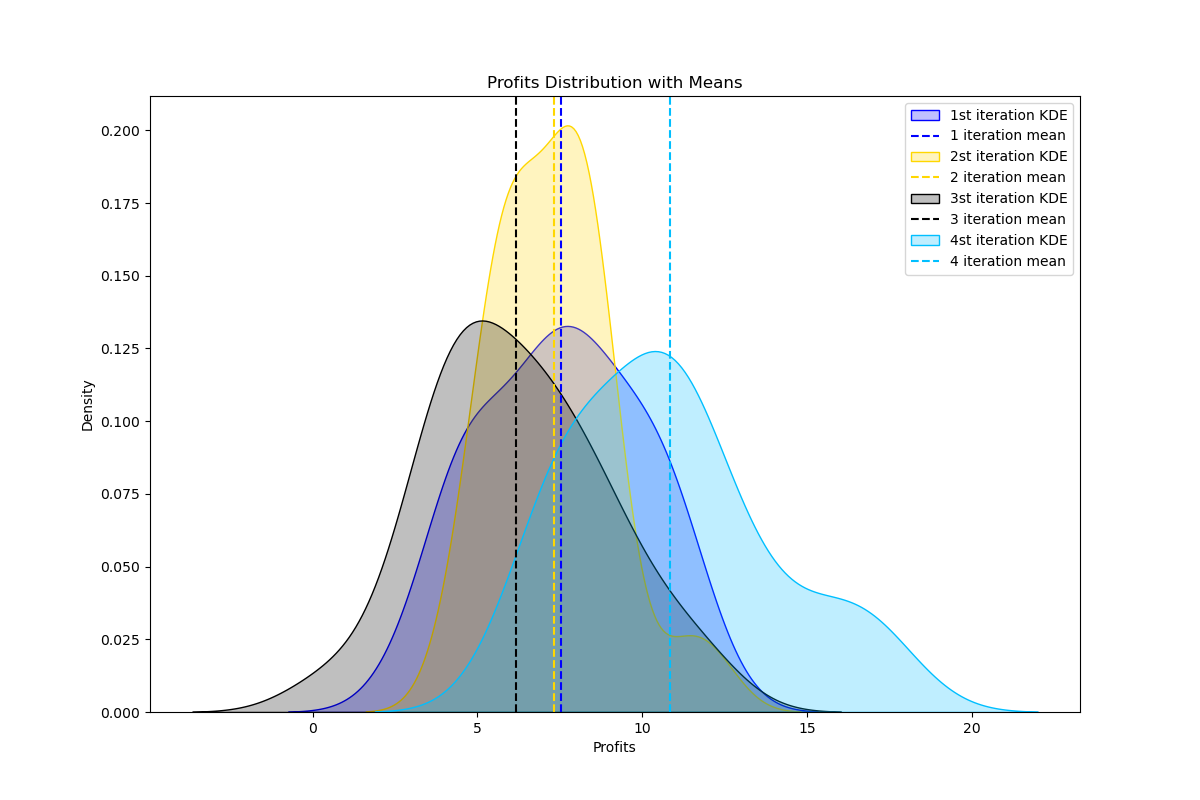 Profits Distribution with Means
1st iteration KDE
1 iteration mean
2st iteration KDE
2 iteration mean
3st iteration KDE
3 iteration mean
4st iteration KDE
4 iteration mean
0.200
0.175
0.150
0.125
0.100
0.075
0.050
0.025
0.000
Density
0 5 10 15 20
Profits